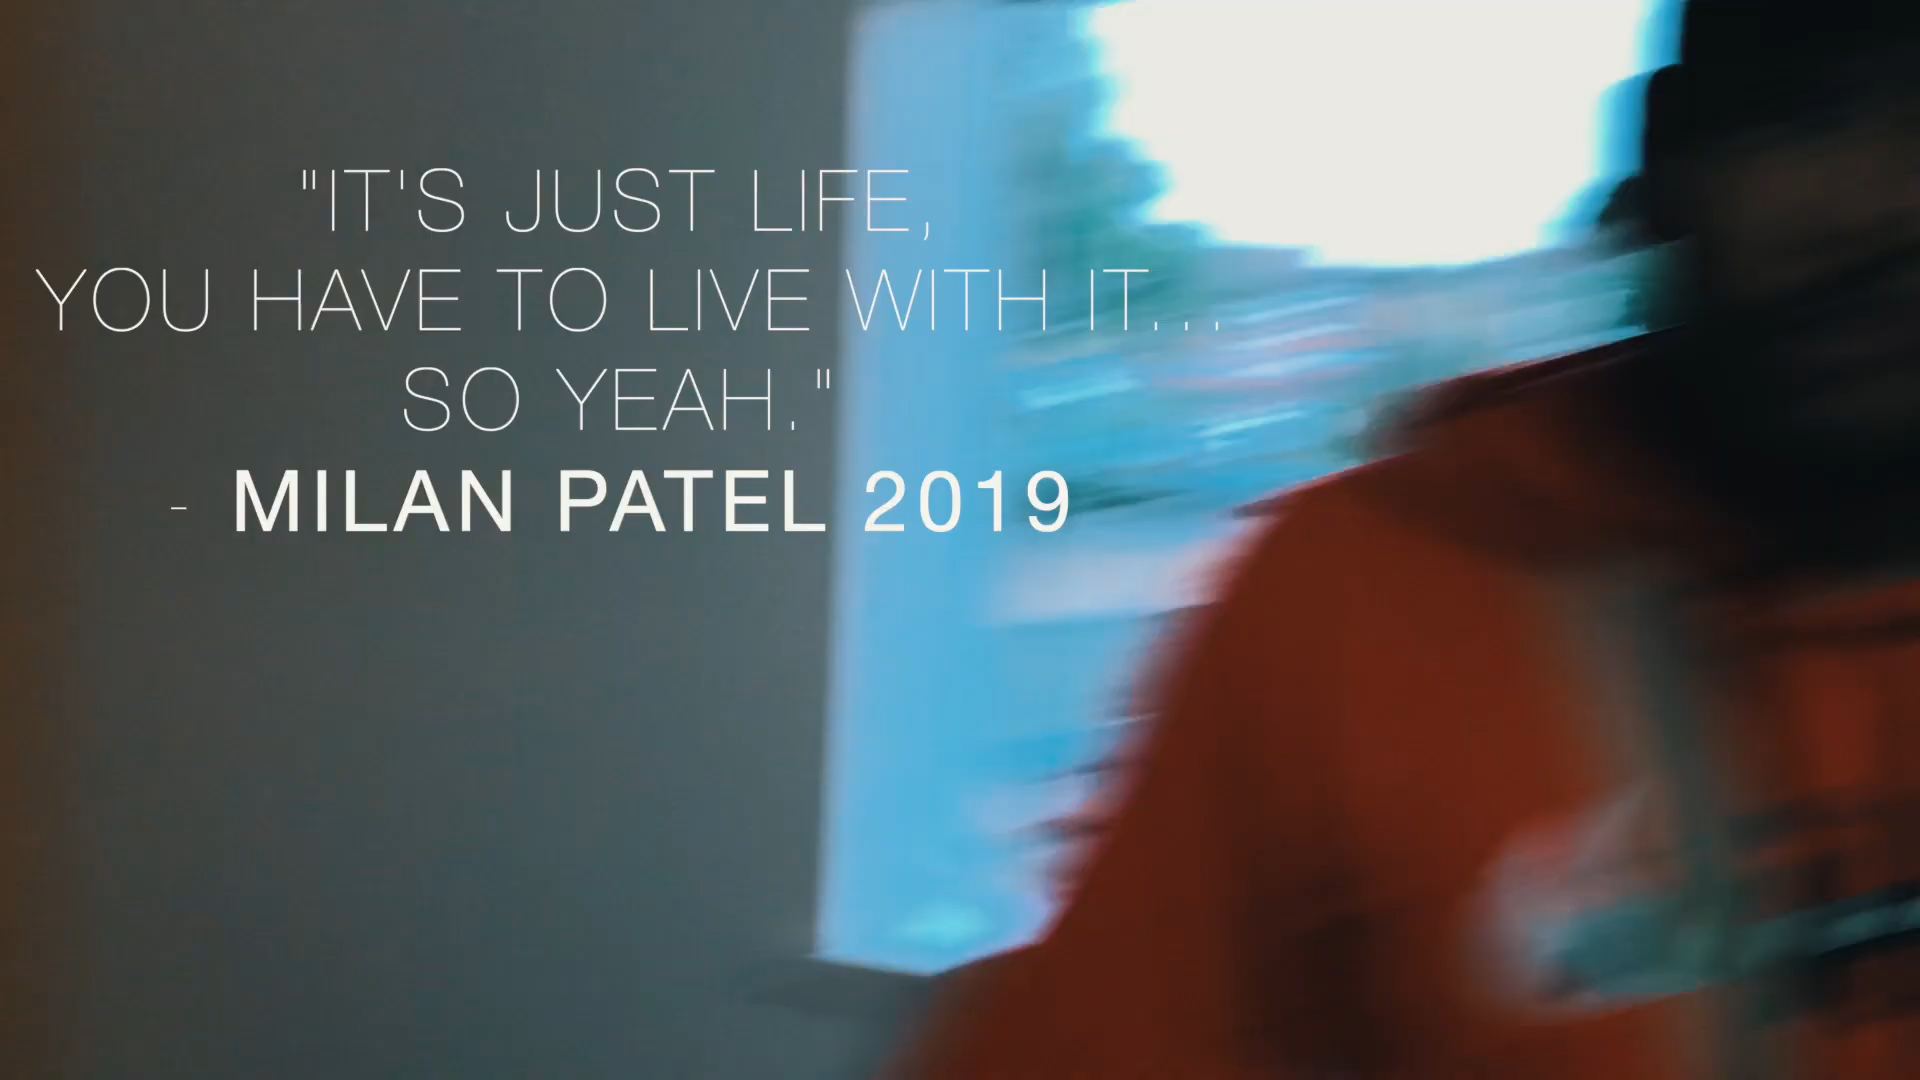 "IT'S JUST LIFE,
YOU HAVE TO LIVE WITH IT...
SO YEAH."
- MILAN PATEL 2019